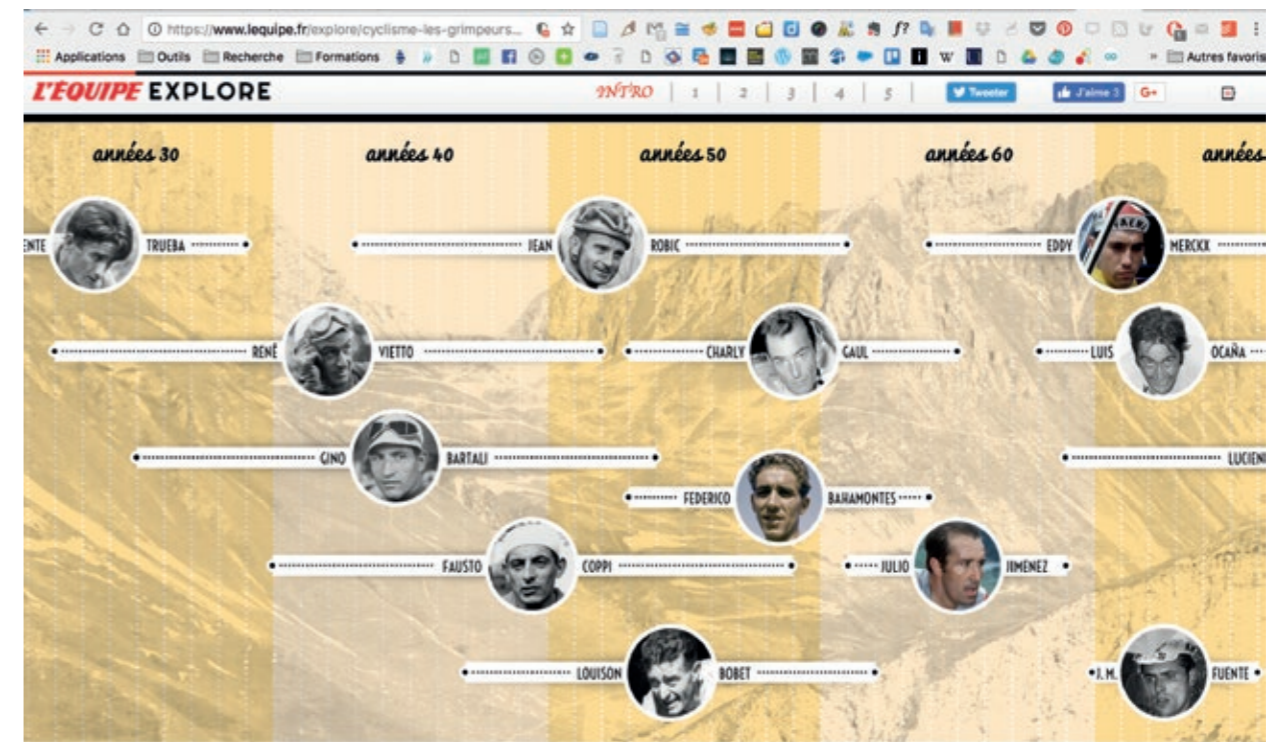 https://www.lequipe.fr/explore/cyclisme-les-grimpeurs...
Applications Outils Recherche Formations Autres favoris
L'ÉQUIPE EXPLORE INTRO | 1 | 2 | 3 | 4 | 5 | Tweeter J'aime 3 G+
années 30 années 40 années 50 années 60 années
ENTE TRUEBA JEAN ROBIC EDDY MERCKX
RENÉ VIETTO CHARLY GAUL LUIS OCAÑA
GINO BARTALI LUCIEN
FEDERICO BAHAMONTES
FAUSTO COPPI JULIO JIMENEZ
LOUISON BOBET J. M. FUENTE